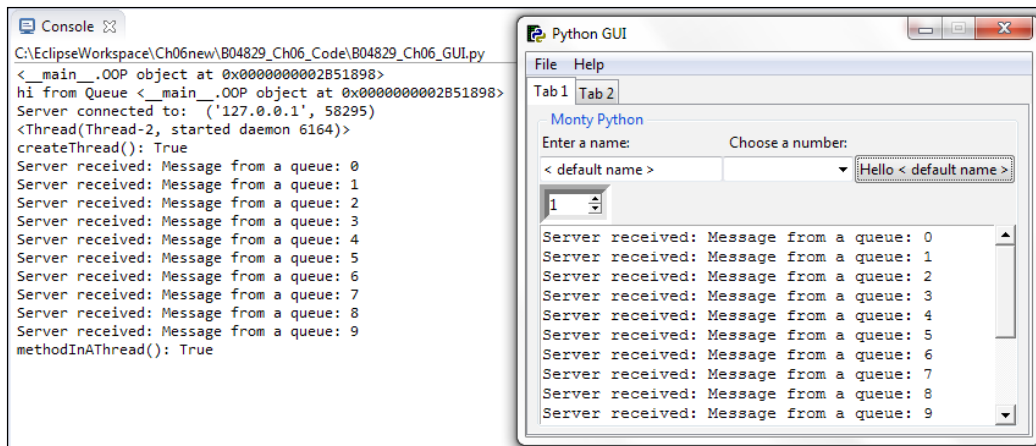 Console
C:\EclipseWorkspace\Ch06new\B04829_Ch06_Code\B04829_Ch06_GUI.py
<__main__.OOP object at 0x0000000002B51898>
hi from Queue <__main__.OOP object at 0x0000000002B51898>
Server connected to:  ('127.0.0.1', 58295)
<Thread(Thread-2, started daemon 6164)>
createThread(): True
Server received: Message from a queue: 0
Server received: Message from a queue: 1
Server received: Message from a queue: 2
Server received: Message from a queue: 3
Server received: Message from a queue: 4
Server received: Message from a queue: 5
Server received: Message from a queue: 6
Server received: Message from a queue: 7
Server received: Message from a queue: 8
Server received: Message from a queue: 9
methodInAThread(): True
Python GUI
File Help
Tab 1 Tab 2
Monty Python
Enter a name: Choose a number:
< default name > Hello < default name >
1
Server received: Message from a queue: 0
Server received: Message from a queue: 1
Server received: Message from a queue: 2
Server received: Message from a queue: 3
Server received: Message from a queue: 4
Server received: Message from a queue: 5
Server received: Message from a queue: 6
Server received: Message from a queue: 7
Server received: Message from a queue: 8
Server received: Message from a queue: 9